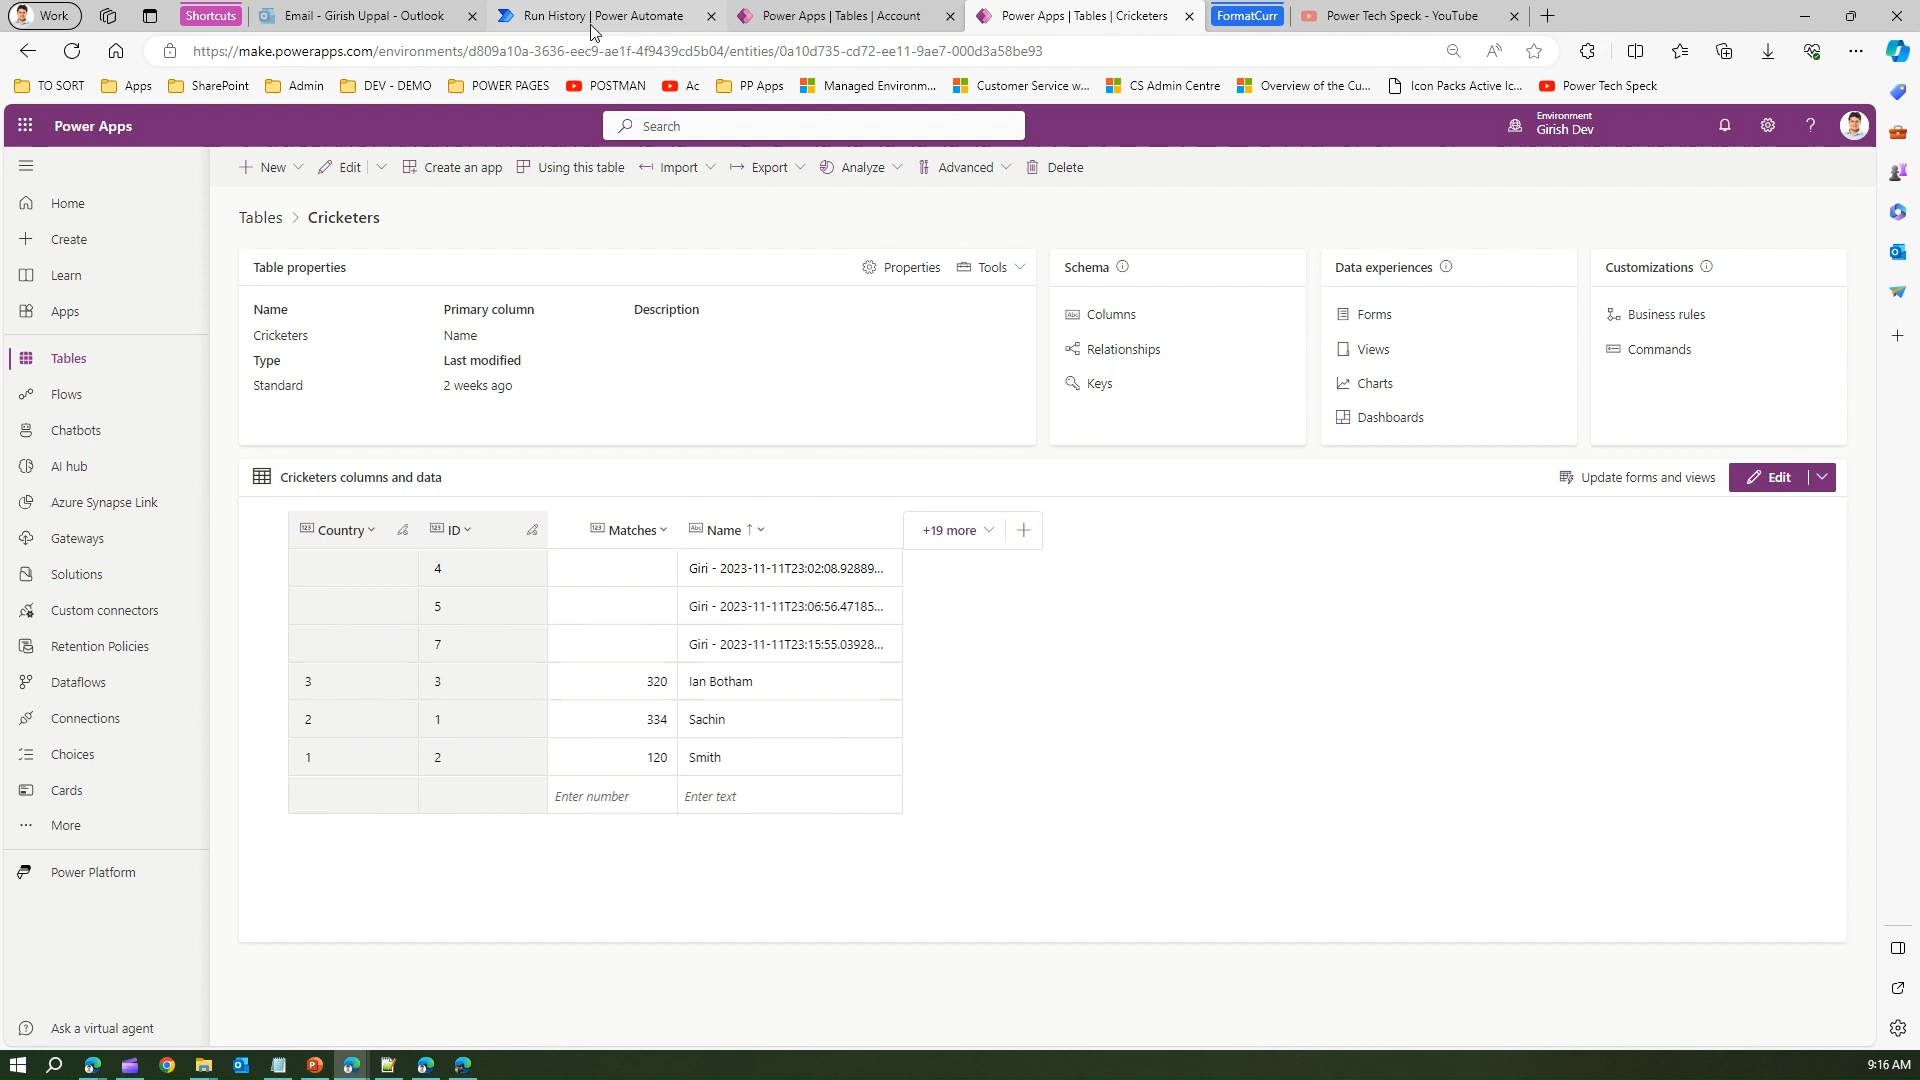 Work Shortcuts Email - Girish Uppal - Outlook Run History | Power Automate Power Apps | Tables | Account Power Apps | Tables | Cricketers FormatCurr Power Tech Speck - YouTube
https://make.powerapps.com/environments/d809a10a-3636-eec9-ae1f-4f9439cd5b04/entities/0a10d735-cd72-ee11-9ae7-000d3a58be93
TO SORT Apps SharePoint Admin DEV - DEMO POWER PAGES POSTMAN Ac PP Apps Managed Environm... Customer Service w... CS Admin Centre Overview of the Cu... Icon Packs Active Ic... Power Tech Speck
Power Apps Search Environment
Girish Dev
New Edit Create an app Using this table Import Export Analyze Advanced Delete
Home
Create
Learn
Apps
Tables
Flows
Chatbots
AI hub
Azure Synapse Link
Gateways
Solutions
Custom connectors
Retention Policies
Dataflows
Connections
Choices
Cards
More
Power Platform
Ask a virtual agent
Tables > Cricketers
Table properties Properties Tools
Name Primary column Description
Cricketers Name
Type Last modified
Standard 2 weeks ago
Schema
Columns
Relationships
Keys
Data experiences
Forms
Views
Charts
Dashboards
Customizations
Business rules
Commands
Cricketers columns and data Update forms and views Edit
Country ID Matches Name ↑ +19 more
4 Giri - 2023-11-11T23:02:08.92889...
5 Giri - 2023-11-11T23:06:56.47185...
7 Giri - 2023-11-11T23:15:55.03928...
3 3 320 Ian Botham
2 1 334 Sachin
1 2 120 Smith
Enter number Enter text
9:16 AM